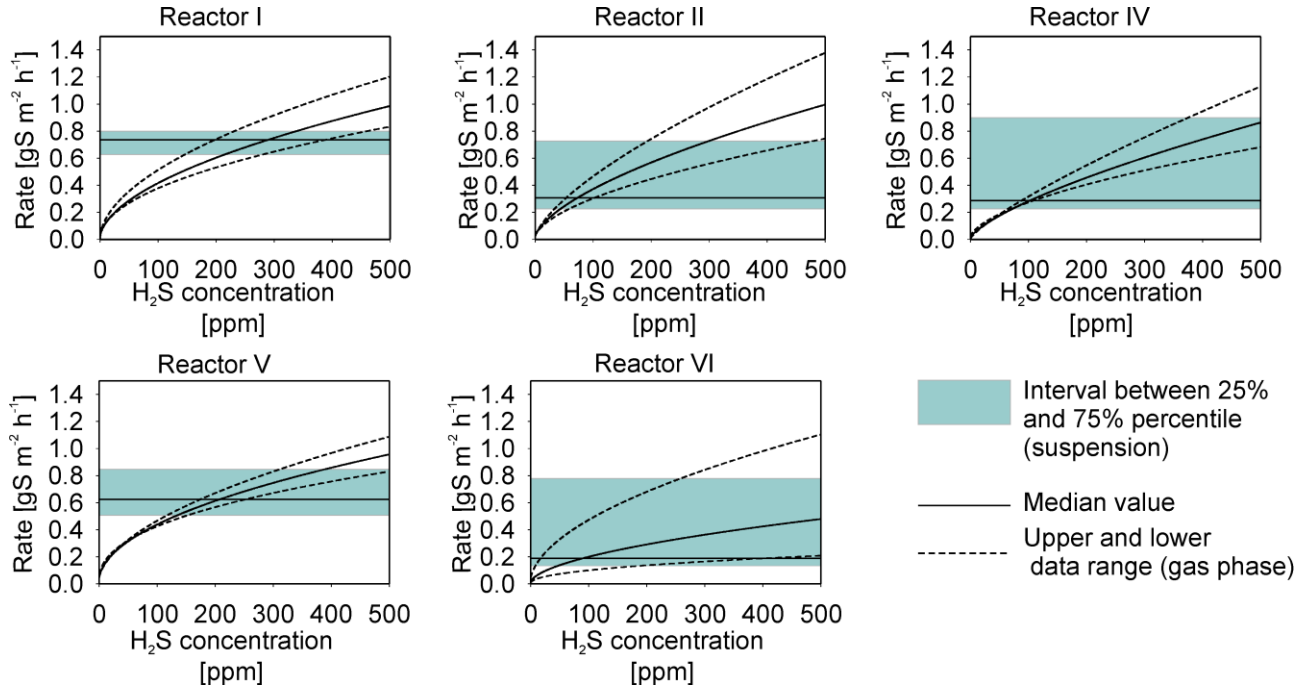 Reactor I
Rate [gS m⁻² h⁻¹]
1.4
1.2
1.0
0.8
0.6
0.4
0.2
0.0
0 100 200 300 400 500
H₂S concentration
[ppm]
Reactor II
Rate [gS m⁻² h⁻¹]
1.4
1.2
1.0
0.8
0.6
0.4
0.2
0.0
0 100 200 300 400 500
H₂S concentration
[ppm]
Reactor IV
Rate [gS m⁻² h⁻¹]
1.4
1.2
1.0
0.8
0.6
0.4
0.2
0.0
0 100 200 300 400 500
H₂S concentration
[ppm]
Reactor V
Rate [gS m⁻² h⁻¹]
1.4
1.2
1.0
0.8
0.6
0.4
0.2
0.0
0 100 200 300 400 500
H₂S concentration
[ppm]
Reactor VI
Rate [gS m⁻² h⁻¹]
1.4
1.2
1.0
0.8
0.6
0.4
0.2
0.0
0 100 200 300 400 500
H₂S concentration
[ppm]
Interval between 25%
and 75% percentile
(suspension)
Median value
Upper and lower
data range (gas phase)